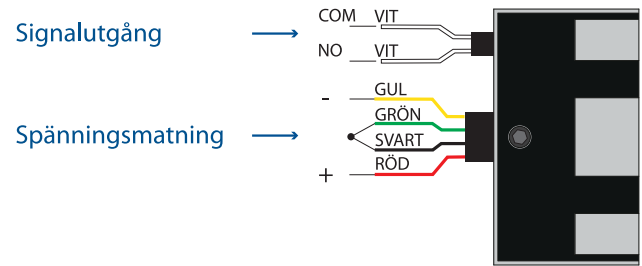 COM VIT
Signalutgång
NO VIT
- GUL
GRÖN
Spänningsmatning
SVART
+ RÖD